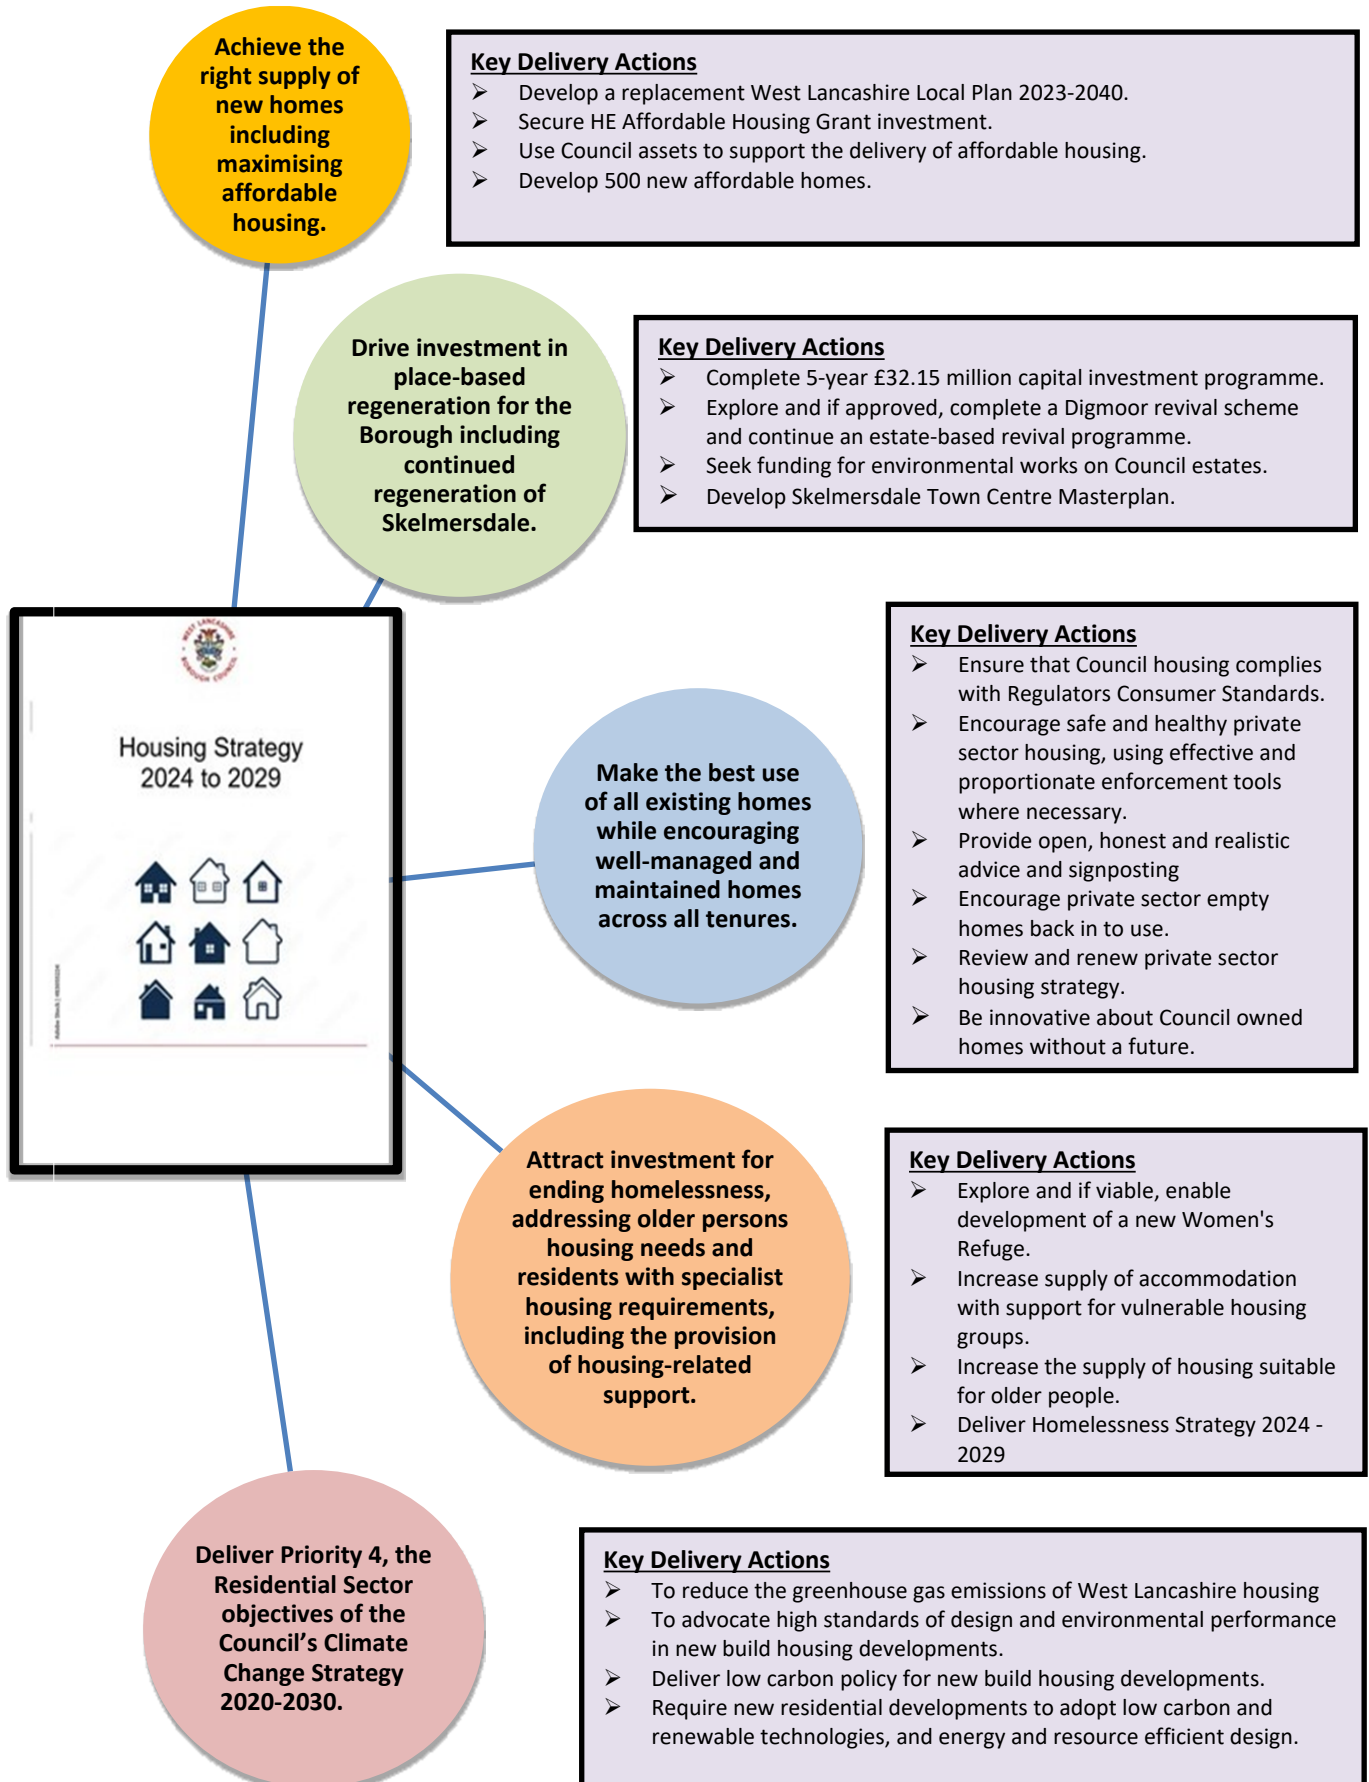 Achieve the
right supply of
new homes
including
maximising
affordable
housing.
Key Delivery Actions
➢ Develop a replacement West Lancashire Local Plan 2023-2040.
➢ Secure HE Affordable Housing Grant investment.
➢ Use Council assets to support the delivery of affordable housing.
➢ Develop 500 new affordable homes.
Drive investment in
place-based
regeneration for the
Borough including
continued
regeneration of
Skelmersdale.
Key Delivery Actions
➢ Complete 5-year £32.15 million capital investment programme.
➢ Explore and if approved, complete a Digmoor revival scheme
and continue an estate-based revival programme.
➢ Seek funding for environmental works on Council estates.
➢ Develop Skelmersdale Town Centre Masterplan.
WEST LANCASHIRE
BOROUGH COUNCIL
Housing Strategy
2024 to 2029
Make the best use
of all existing homes
while encouraging
well-managed and
maintained homes
across all tenures.
Key Delivery Actions
➢ Ensure that Council housing complies
with Regulators Consumer Standards.
➢ Encourage safe and healthy private
sector housing, using effective and
proportionate enforcement tools
where necessary.
➢ Provide open, honest and realistic
advice and signposting
➢ Encourage private sector empty
homes back in to use.
➢ Review and renew private sector
housing strategy.
➢ Be innovative about Council owned
homes without a future.
Attract investment for
ending homelessness,
addressing older persons
housing needs and
residents with specialist
housing requirements,
including the provision
of housing-related
support.
Key Delivery Actions
➢ Explore and if viable, enable
development of a new Women's
Refuge.
➢ Increase supply of accommodation
with support for vulnerable housing
groups.
➢ Increase the supply of housing suitable
for older people.
➢ Deliver Homelessness Strategy 2024 -
2029
Deliver Priority 4, the
Residential Sector
objectives of the
Council’s Climate
Change Strategy
2020-2030.
Key Delivery Actions
➢ To reduce the greenhouse gas emissions of West Lancashire housing
➢ To advocate high standards of design and environmental performance
in new build housing developments.
➢ Deliver low carbon policy for new build housing developments.
➢ Require new residential developments to adopt low carbon and
renewable technologies, and energy and resource efficient design.